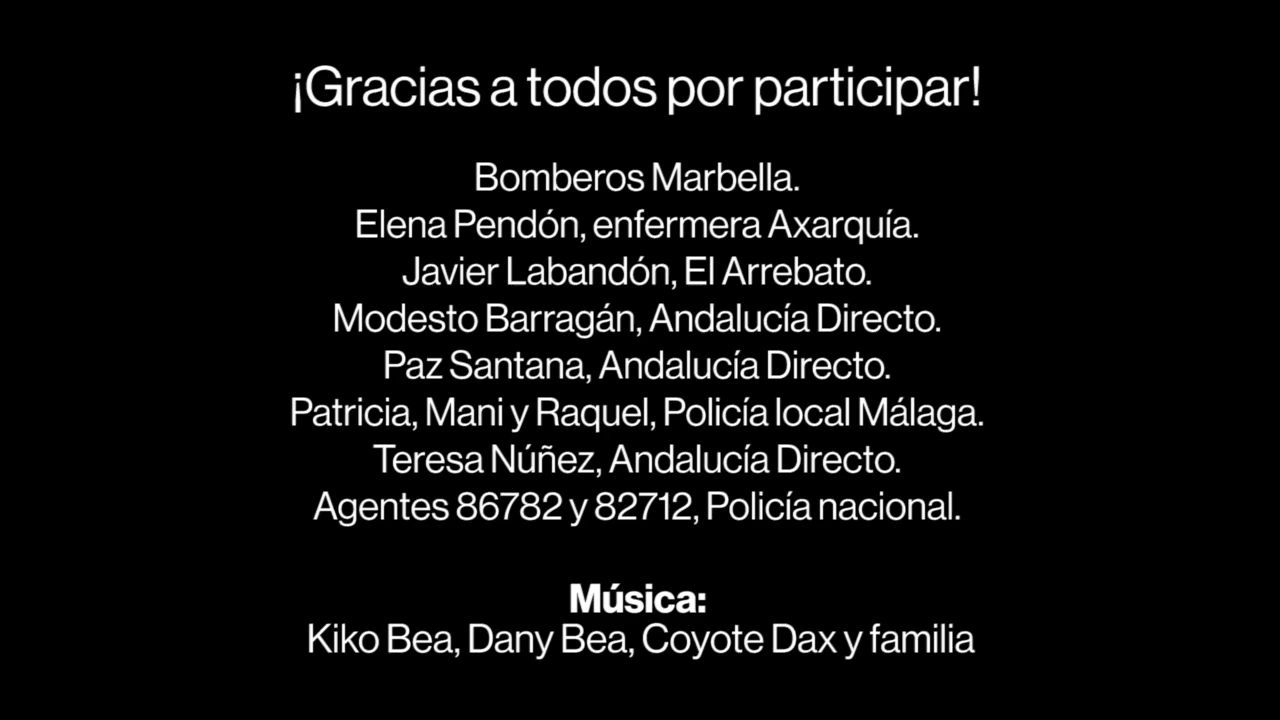 ¡Gracias a todos por participar!
Bomberos Marbella.
Elena Pendón, enfermera Axarquía.
Javier Labandón, El Arrebato.
Modesto Barragán, Andalucía Directo.
Paz Santana, Andalucía Directo.
Patricia, Mani y Raquel, Policía local Málaga.
Teresa Núñez, Andalucía Directo.
Agentes 86782 y 82712, Policía nacional.
Música:
Kiko Bea, Dany Bea, Coyote Dax y familia